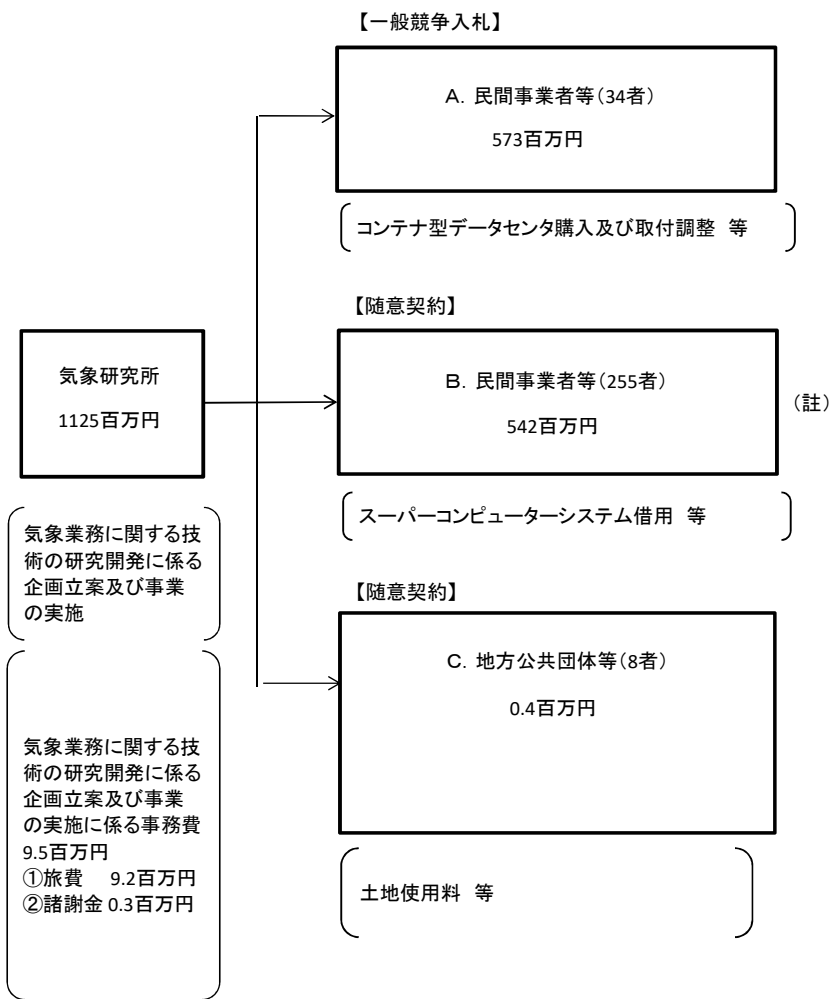 【一般競争入札】
A. 民間事業者等(34者)
573百万円
コンテナ型データセンタ購入及び取付調整 等
【随意契約】
気象研究所
1125百万円
B. 民間事業者等(255者)
542百万円
(註)
スーパーコンピューターシステム借用 等
気象業務に関する技
術の研究開発に係る
企画立案及び事業
の実施
【随意契約】
C. 地方公共団体等(8者)
0.4百万円
気象業務に関する技
術の研究開発に係る
企画立案及び事業
の実施に係る事務費
9.5百万円
①旅費 9.2百万円
②諸謝金 0.3百万円
土地使用料 等